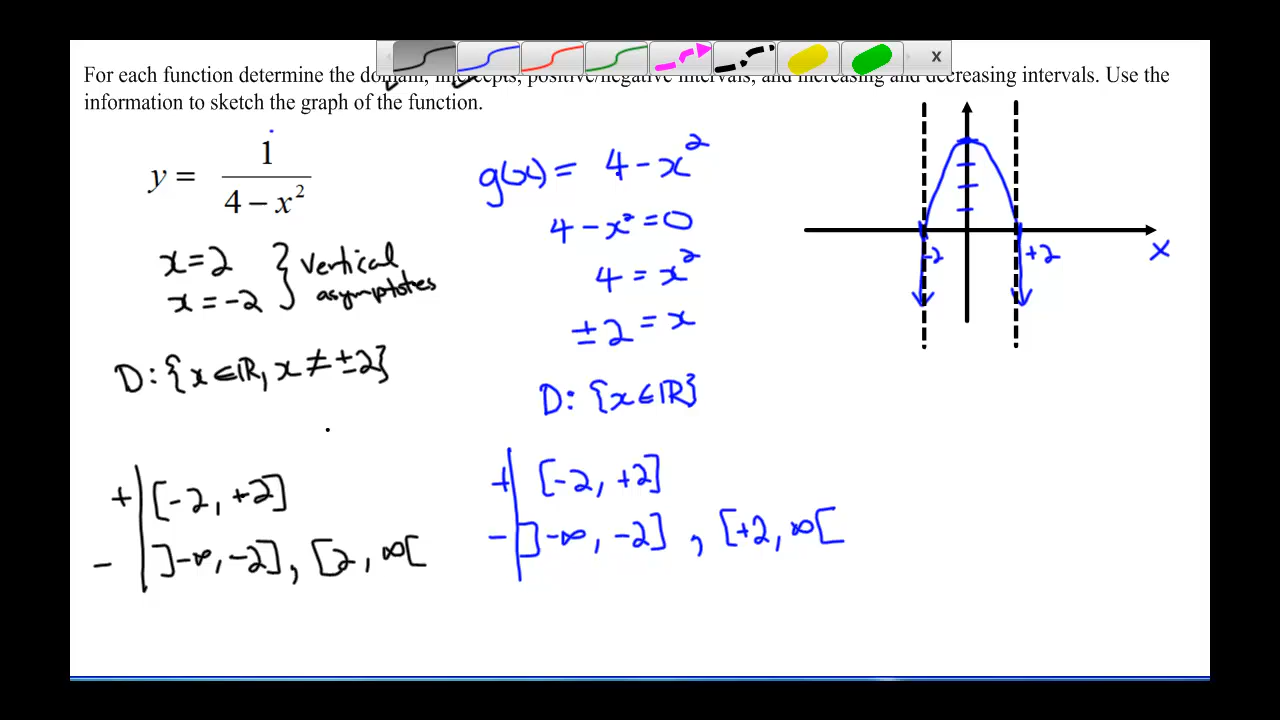 For each function determine the domain, intercepts, positive/negative intervals, and increasing and decreasing intervals. Use the
information to sketch the graph of the function.
y = 1 / (4 − x²)
x = 2
x = -2 } Vertical asymptotes
D: {x ∈ ℝ, x ≠ ±2}
+ | [-2, +2]
- | ]-∞, -2], [2, ∞[
g(x) = 4 - x²
4 - x² = 0
4 = x²
±2 = x
D: {x ∈ ℝ}
+ | [-2, +2]
- | ]-∞, -2], [+2, ∞[
-2 +2 x
x